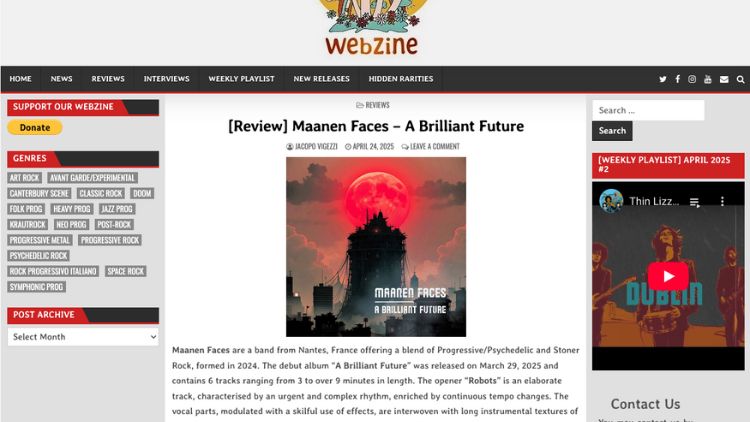 webzine
HOME NEWS REVIEWS INTERVIEWS WEEKLY PLAYLIST NEW RELEASES HIDDEN RARITIES
SUPPORT OUR WEBZINE
Donate
GENRES
ART ROCK AVANT GARDE/EXPERIMENTAL
CANTERBURY SCENE CLASSIC ROCK DOOM
FOLK PROG HEAVY PROG JAZZ PROG
KRAUTROCK NEO PROG POST-ROCK
PROGRESSIVE METAL PROGRESSIVE ROCK
PSYCHEDELIC ROCK
ROCK PROGRESSIVO ITALIANO SPACE ROCK
SYMPHONIC PROG
POST ARCHIVE
Select Month
REVIEWS
[Review] Maanen Faces – A Brilliant Future
JACOPO VIGEZZI APRIL 24, 2025 LEAVE A COMMENT
MAANEN FACES
A BRILLIANT FUTURE
Maanen Faces are a band from Nantes, France offering a blend of Progressive/Psychedelic and Stoner
Rock, formed in 2024. The debut album “A Brilliant Future” was released on March 29, 2025 and
contains 6 tracks ranging from 3 to over 9 minutes in length. The opener “Robots” is an elaborate
track, characterised by an urgent and complex rhythm, enriched by continuous tempo changes. The
vocal parts, modulated with a skilful use of effects, are interwoven with long instrumental textures of
Search ...
Search
[WEEKLY PLAYLIST] APRIL 2025
#2
Thin Lizz...
DUBLIN
Contact Us
You may contact us by